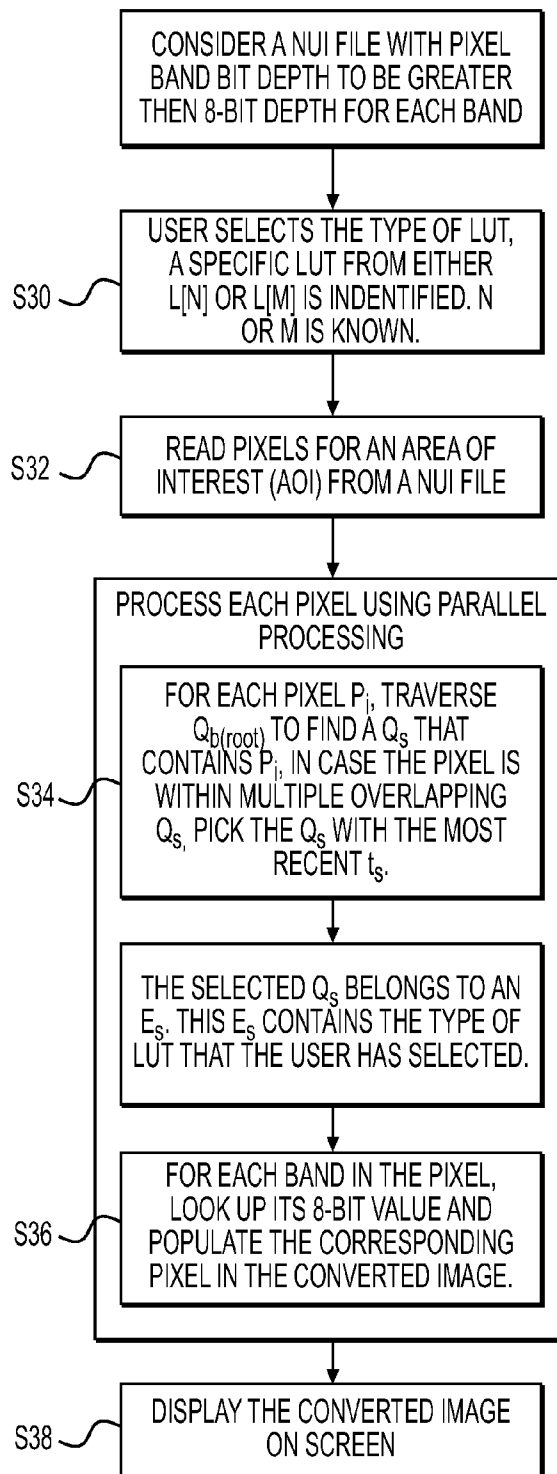 CONSIDER A NUI FILE WITH PIXEL
BAND BIT DEPTH TO BE GREATER
THEN 8-BIT DEPTH FOR EACH BAND
S30
USER SELECTS THE TYPE OF LUT,
A SPECIFIC LUT FROM EITHER
L[N] OR L[M] IS INDENTIFIED. N
OR M IS KNOWN.
S32
READ PIXELS FOR AN AREA OF
INTEREST (AOI) FROM A NUI FILE
PROCESS EACH PIXEL USING PARALLEL
PROCESSING
S34
FOR EACH PIXEL Pi, TRAVERSE
Qb(root) TO FIND A Qs THAT
CONTAINS Pi, IN CASE THE PIXEL IS
WITHIN MULTIPLE OVERLAPPING
Qs, PICK THE Qs WITH THE MOST
RECENT ts.
THE SELECTED Qs BELONGS TO AN
Es. THIS Es CONTAINS THE TYPE OF
LUT THAT THE USER HAS SELECTED.
S36
FOR EACH BAND IN THE PIXEL,
LOOK UP ITS 8-BIT VALUE AND
POPULATE THE CORRESPONDING
PIXEL IN THE CONVERTED IMAGE.
S38
DISPLAY THE CONVERTED IMAGE
ON SCREEN